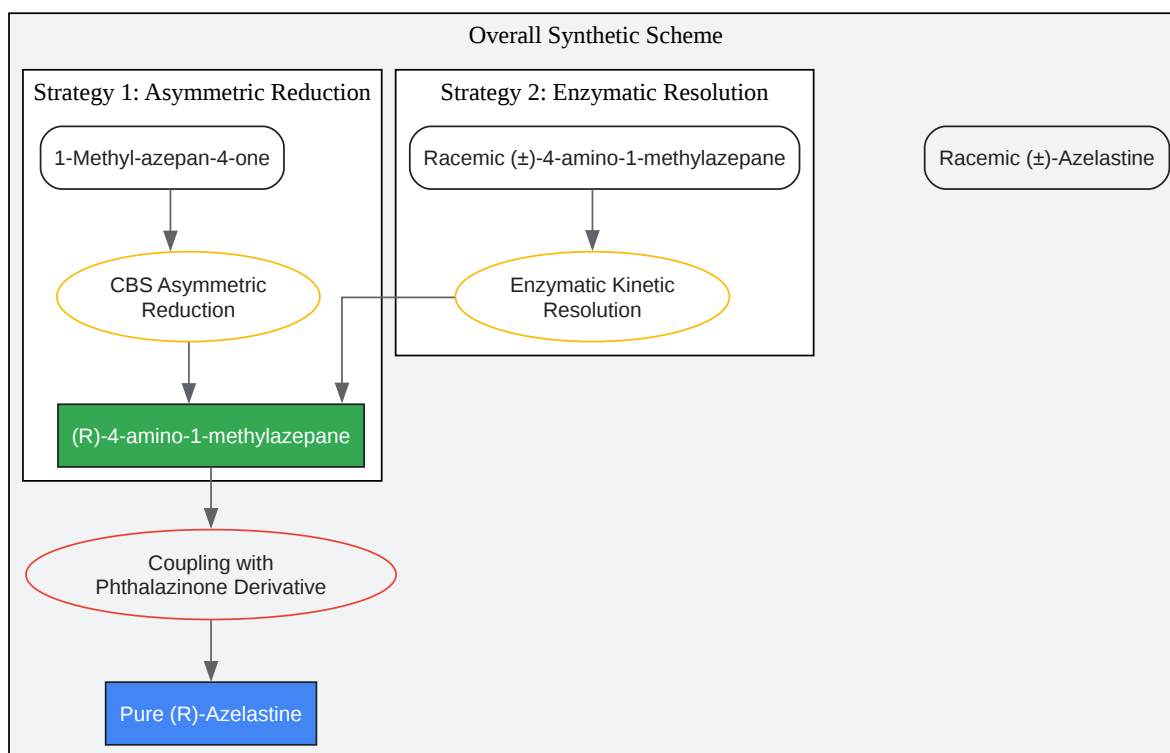 Overall Synthetic Scheme
Strategy 1: Asymmetric Reduction
Strategy 2: Enzymatic Resolution
1-Methyl-azepan-4-one
Racemic (±)-4-amino-1-methylazepane
Racemic (±)-Azelastine
CBS Asymmetric
Reduction
Enzymatic Kinetic
Resolution
(R)-4-amino-1-methylazepane
Coupling with
Phthalazinone Derivative
Pure (R)-Azelastine